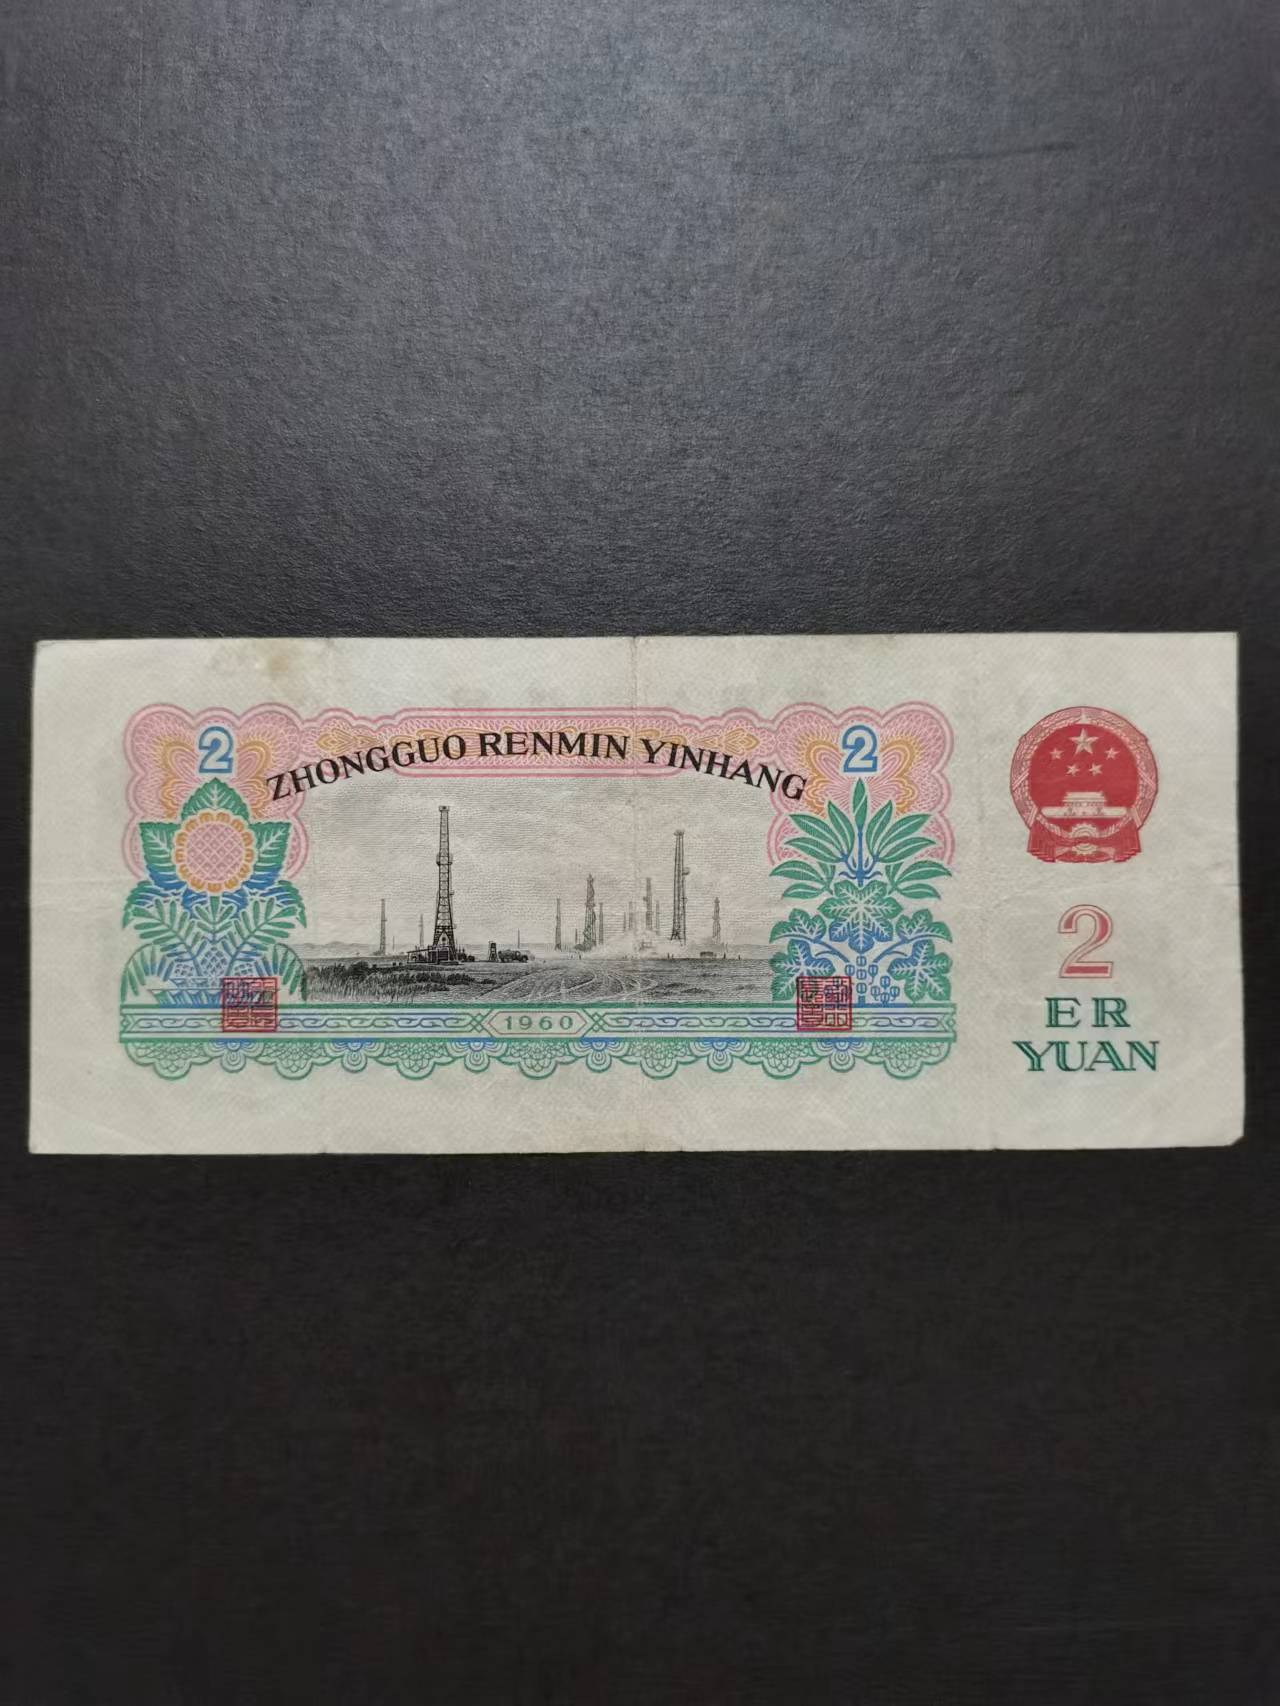 2
2
ZHONGGUO RENMIN YINHANG
1960
2
ER
YUAN